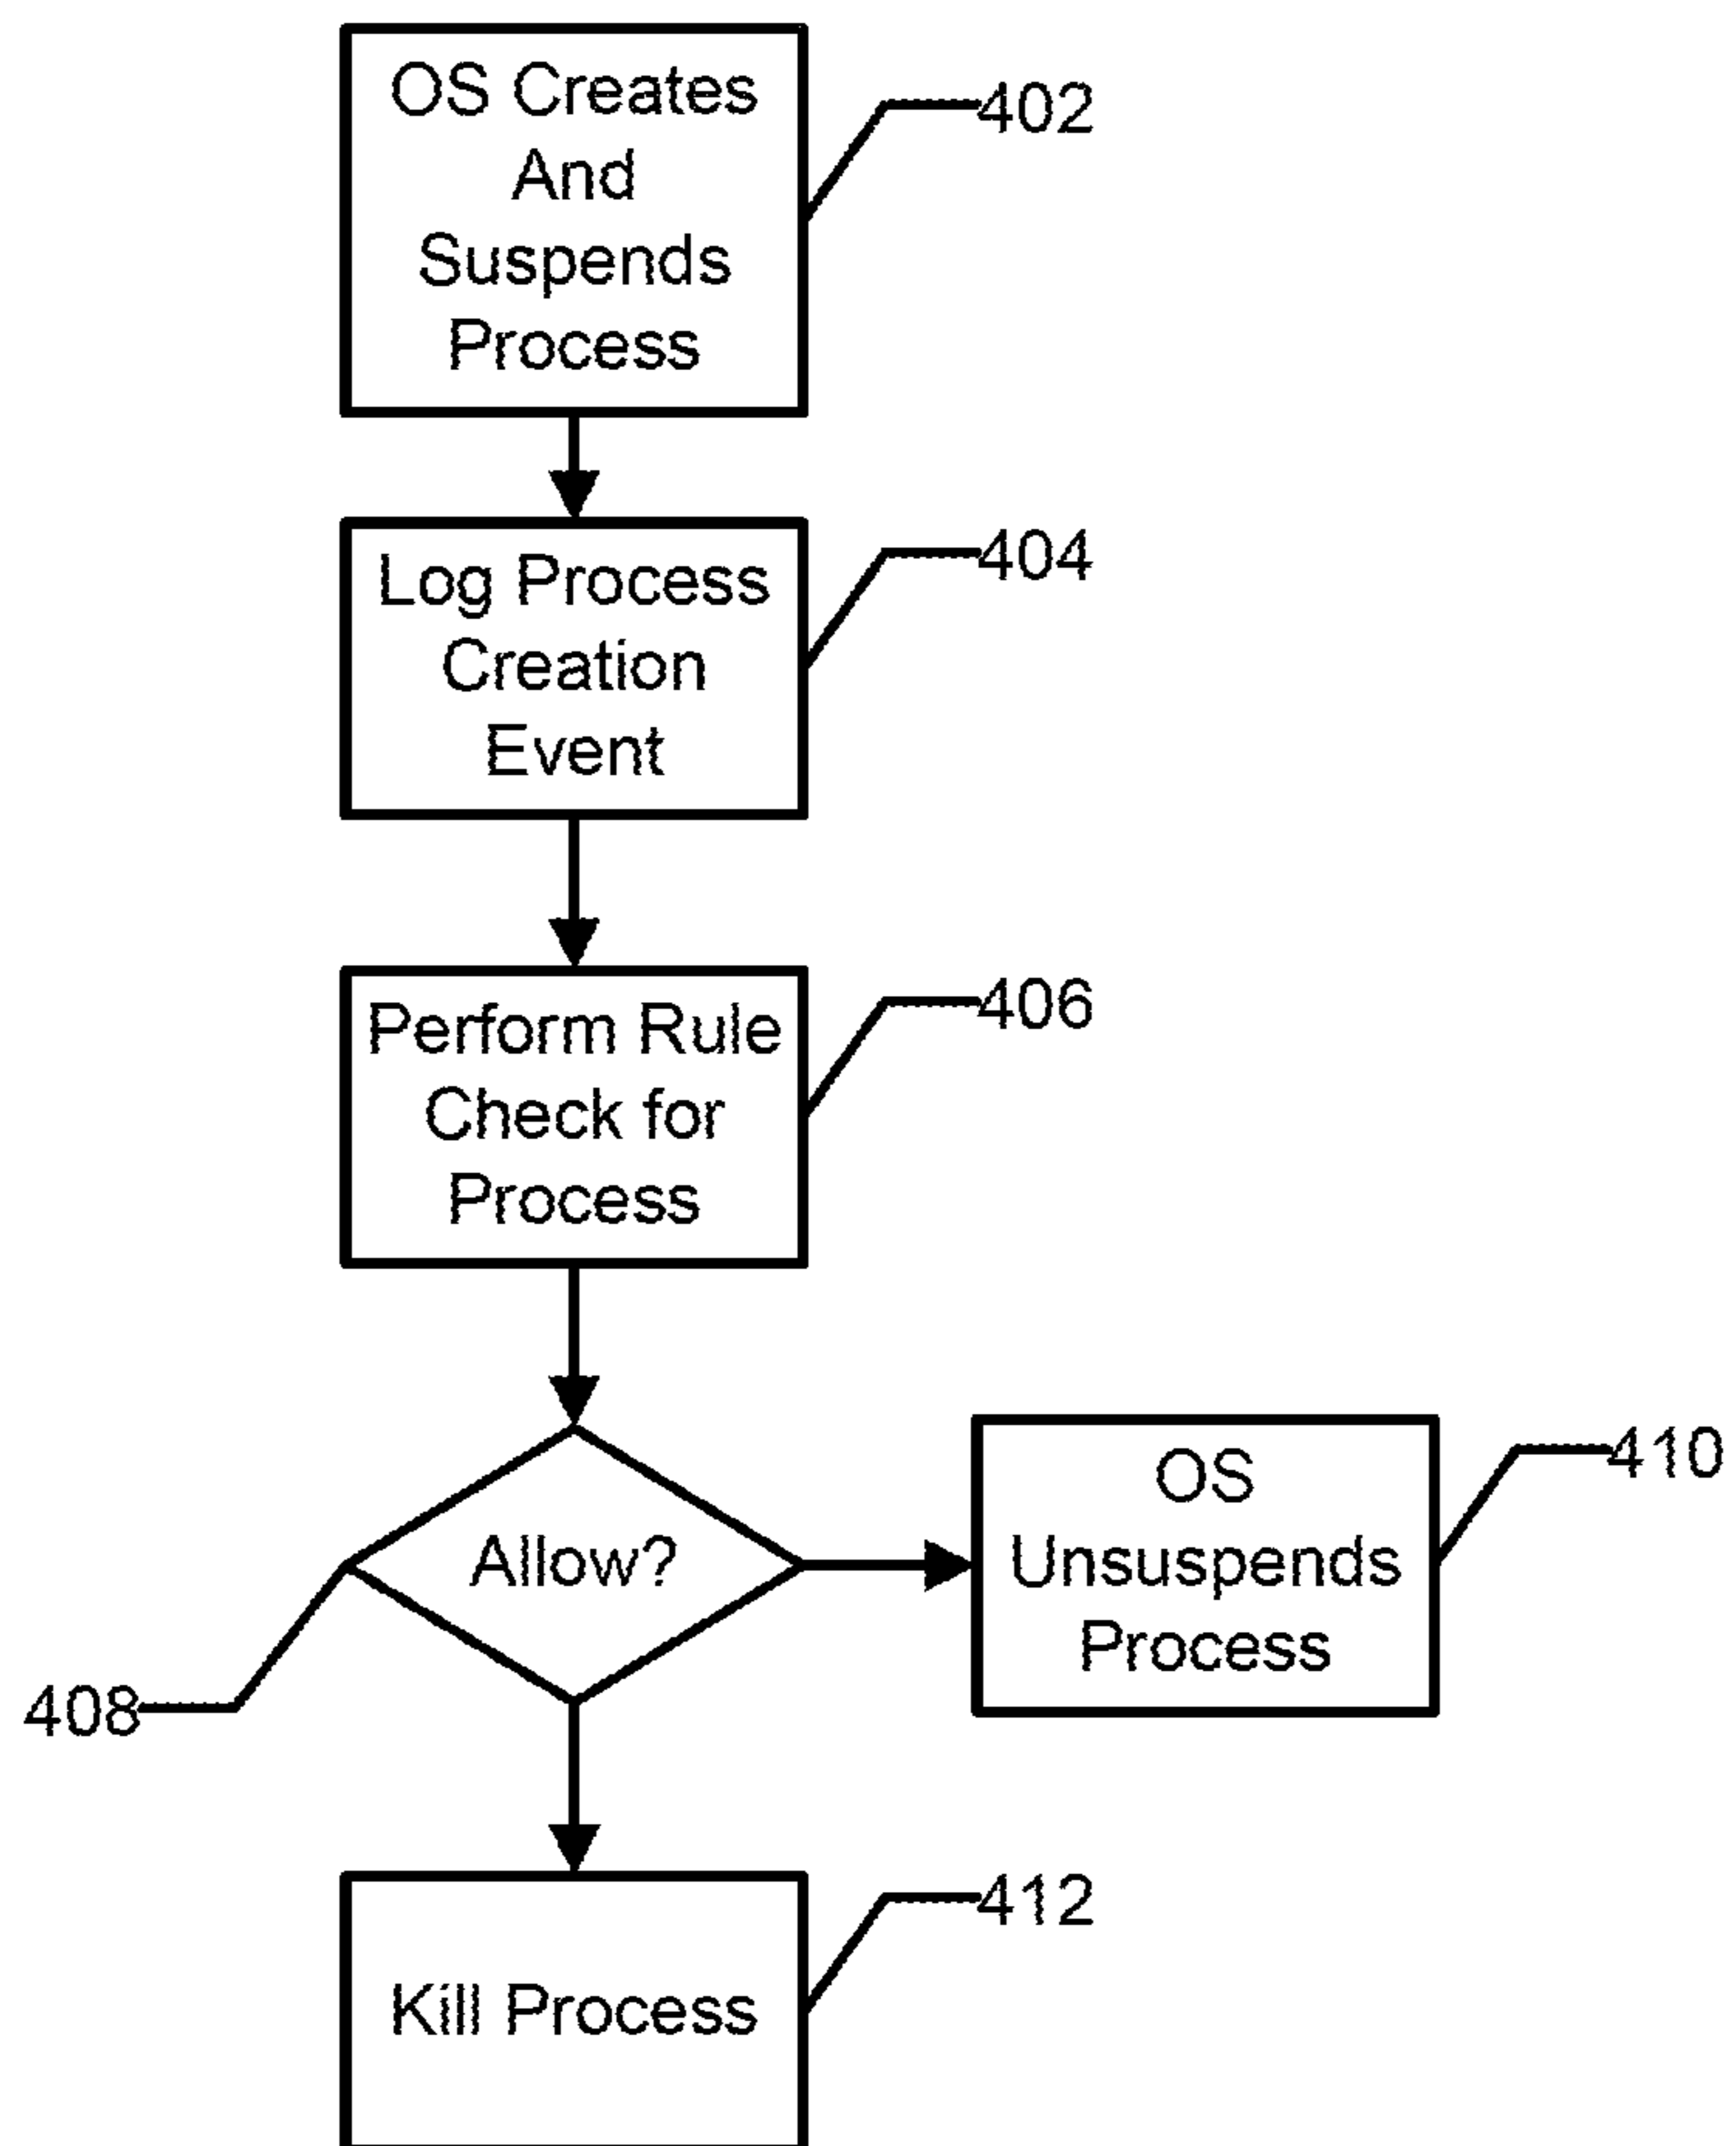 OS Creates
And
Suspends
Process
402
Log Process
Creation
Event
404
Perform Rule
Check for
Process
406
Allow?
408
OS
Unsuspends
Process
410
Kill Process
412